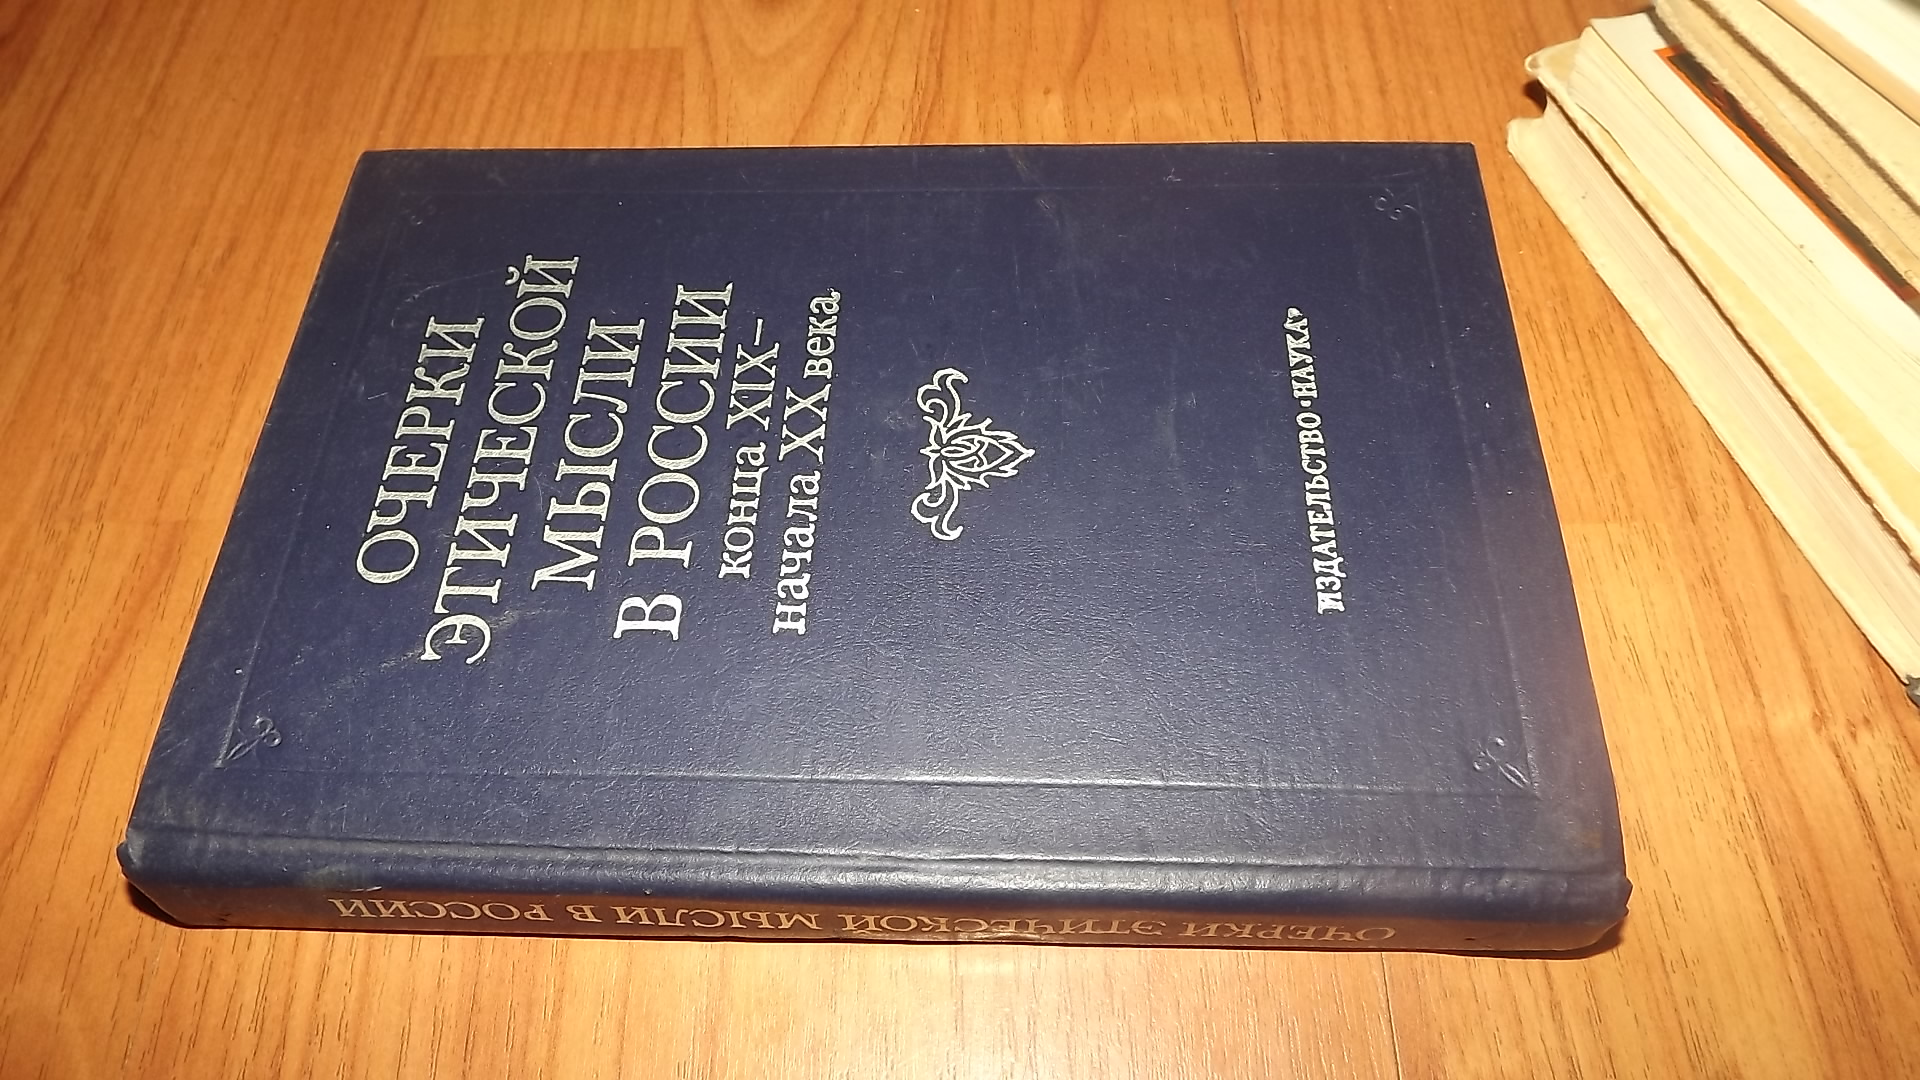 ОЧЕРКИ
ЭТИЧЕСКОЙ
МЫСЛИ
В РОССИИ
конца XIX–
начала XX века
ИЗДАТЕЛЬСТВО «НАУКА»
ОЧЕРКИ ЭТИЧЕСКОЙ МЫСЛИ В РОССИИ